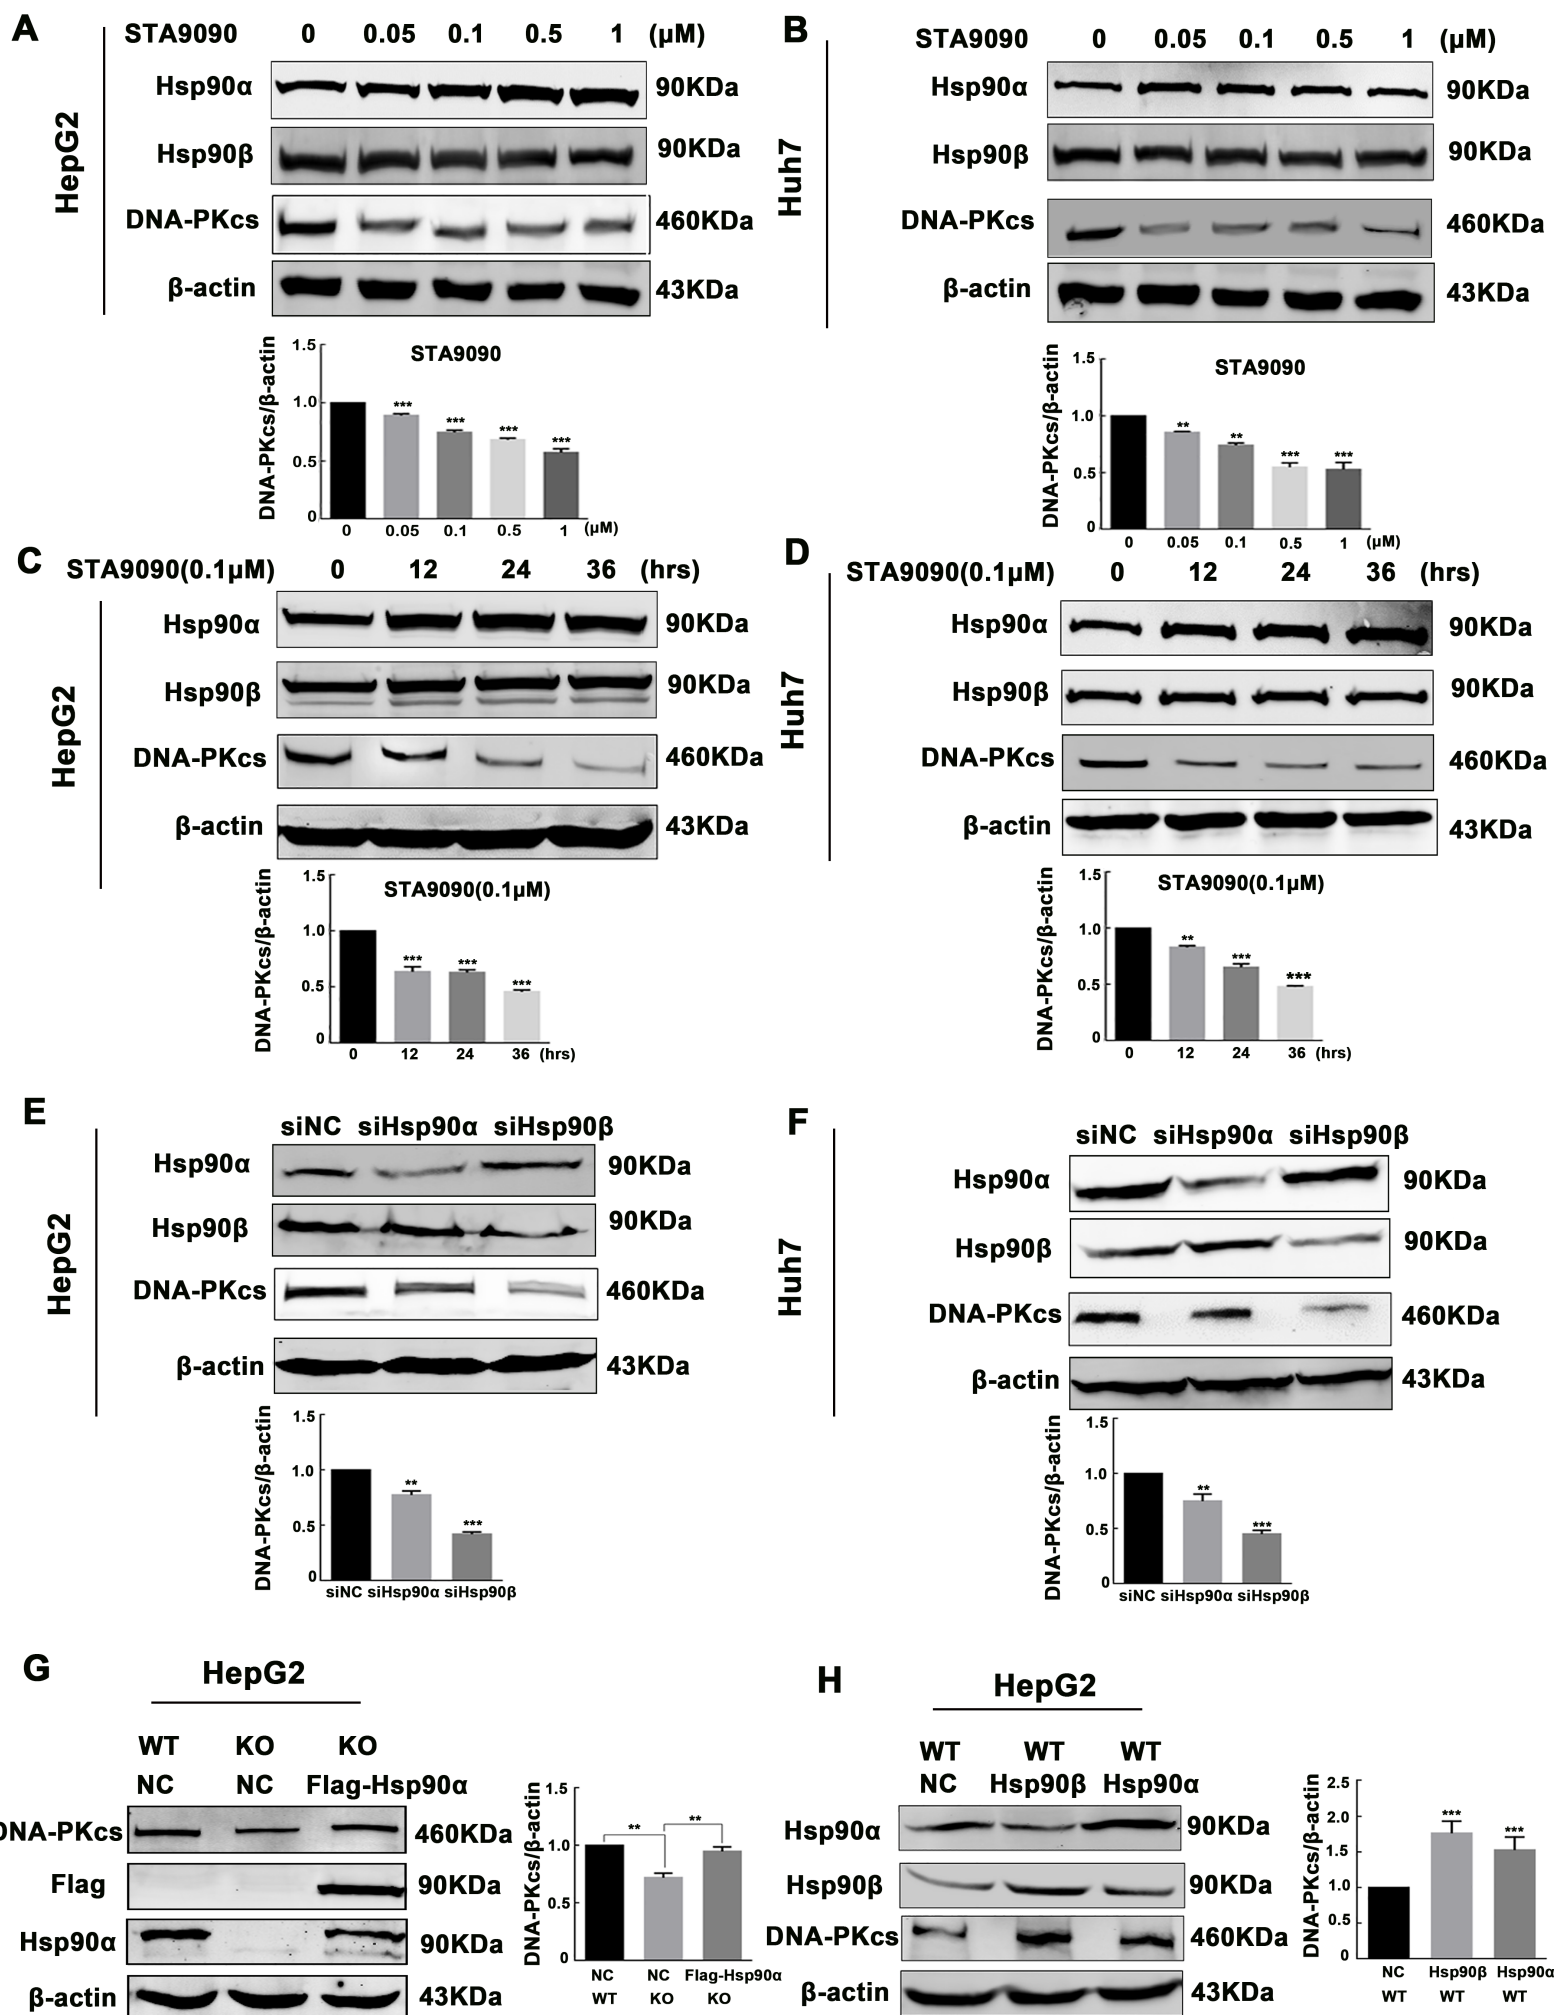 A
STA9090 0 0.05 0.1 0.5 1 (µM)
HepG2
Hsp90α 90KDa
Hsp90β 90KDa
DNA-PKcs 460KDa
β-actin 43KDa
DNA-PKcs/β-actin
STA9090
1.5
1.0
0.5
0
*** *** *** ***
0 0.05 0.1 0.5 1 (µM)
B
STA9090 0 0.05 0.1 0.5 1 (µM)
Huh7
Hsp90α 90KDa
Hsp90β 90KDa
DNA-PKcs 460KDa
β-actin 43KDa
DNA-PKcs/β-actin
STA9090
1.5
1.0
0.5
0
** ** *** ***
0 0.05 0.1 0.5 1 (µM)
C
STA9090(0.1µM) 0 12 24 36 (hrs)
HepG2
Hsp90α 90KDa
Hsp90β 90KDa
DNA-PKcs 460KDa
β-actin 43KDa
DNA-PKcs/β-actin
STA9090(0.1µM)
1.5
1.0
0.5
0
*** *** ***
0 12 24 36 (hrs)
D
STA9090(0.1µM) 0 12 24 36 (hrs)
Huh7
Hsp90α 90KDa
Hsp90β 90KDa
DNA-PKcs 460KDa
β-actin 43KDa
DNA-PKcs/β-actin
STA9090(0.1µM)
1.5
1.0
0.5
0
** *** ***
0 12 24 36 (hrs)
E
siNC siHsp90α siHsp90β
HepG2
Hsp90α 90KDa
Hsp90β 90KDa
DNA-PKcs 460KDa
β-actin 43KDa
DNA-PKcs/β-actin
1.5
1.0
0.5
0
** ***
siNC siHsp90α siHsp90β
F
siNC siHsp90α siHsp90β
Huh7
Hsp90α 90KDa
Hsp90β 90KDa
DNA-PKcs 460KDa
β-actin 43KDa
DNA-PKcs/β-actin
1.5
1.0
0.5
0
** ***
siNC siHsp90α siHsp90β
G
HepG2
WT KO KO
NC NC Flag-Hsp90α
DNA-PKcs 460KDa
Flag 90KDa
Hsp90α 90KDa
β-actin 43KDa
DNA-PKcs/β-actin
1.5
1.0
0.5
0
** **
NC NC Flag-Hsp90α
WT KO KO
H
HepG2
WT WT WT
NC Hsp90β Hsp90α
Hsp90α 90KDa
Hsp90β 90KDa
DNA-PKcs 460KDa
β-actin 43KDa
DNA-PKcs/β-actin
2.5
2.0
1.5
1.0
0.5
0
*** ***
NC Hsp90β Hsp90α
WT WT WT